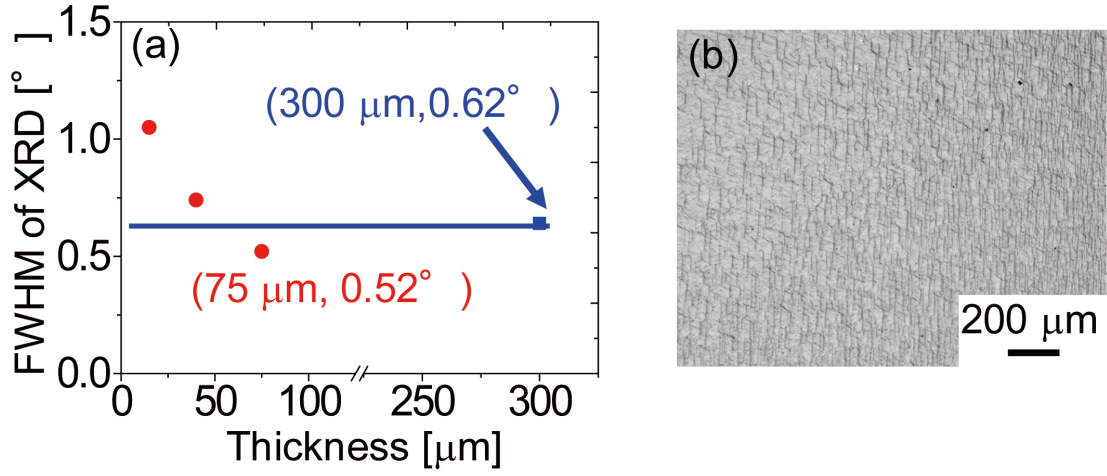 (a)
FWHM of XRD [° ]
1.5
1.0
0.5
0.0
(300 μm,0.62° )
(75 μm, 0.52° )
0 50 100 250 300
Thickness [μm]
(b)
200 μm